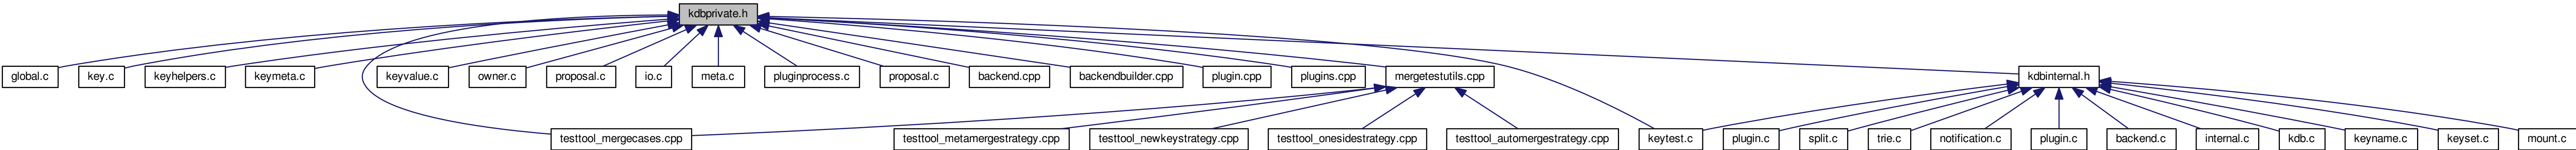 kdbprivate.h
global.c
key.c
keyhelpers.c
keymeta.c
keyvalue.c
owner.c
proposal.c
io.c
meta.c
pluginprocess.c
proposal.c
backend.cpp
backendbuilder.cpp
plugin.cpp
plugins.cpp
mergetestutils.cpp
kdbinternal.h
testtool_mergecases.cpp
testtool_metamergestrategy.cpp
testtool_newkeystrategy.cpp
testtool_onesidestrategy.cpp
testtool_automergestrategy.cpp
keytest.c
plugin.c
split.c
trie.c
notification.c
plugin.c
backend.c
internal.c
kdb.c
keyname.c
keyset.c
mount.c